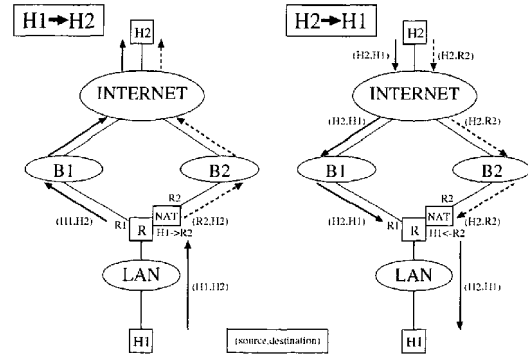 H1→H2
H2
INTERNET
B1
B2
(H1,H2)
R1
R
R2
NAT
(R2,H2)
H1->R2
LAN
(H1,H2)
H1
H2→H1
H2
(H2,H1)
(H2,R2)
INTERNET
(H2,H1)
(H2,R2)
B1
B2
(H2,H1)
R1
R
R2
NAT
(H2,R2)
H1<-R2
LAN
(H2,H1)
H1
(source,destination)